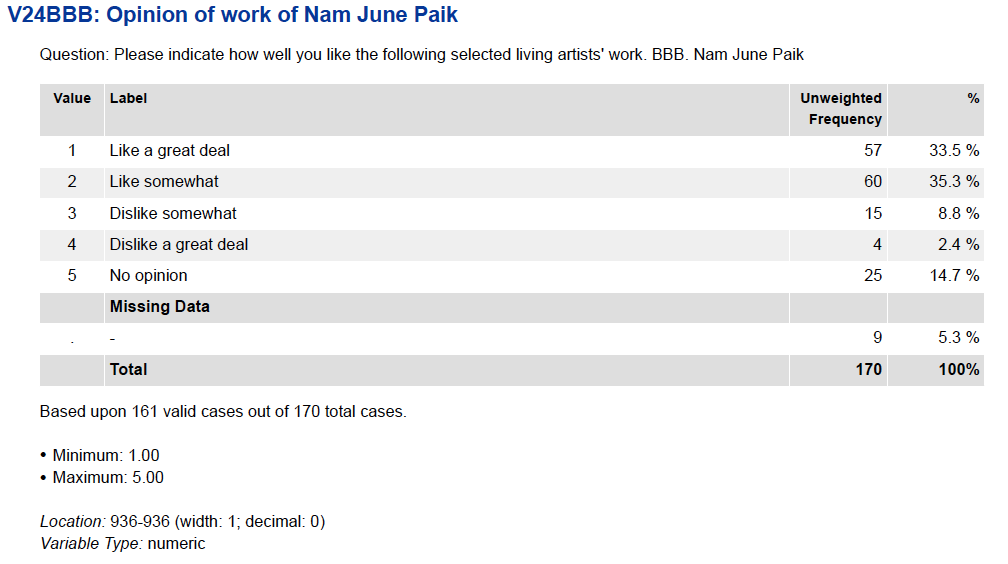 V24BBB: Opinion of work of Nam June Paik
Question: Please indicate how well you like the following selected living artists' work. BBB. Nam June Paik
Value Label Unweighted Frequency %
1 Like a great deal 57 33.5 %
2 Like somewhat 60 35.3 %
3 Dislike somewhat 15 8.8 %
4 Dislike a great deal 4 2.4 %
5 No opinion 25 14.7 %
Missing Data
. - 9 5.3 %
Total 170 100%
Based upon 161 valid cases out of 170 total cases.
• Minimum: 1.00
• Maximum: 5.00
Location: 936-936 (width: 1; decimal: 0)
Variable Type: numeric